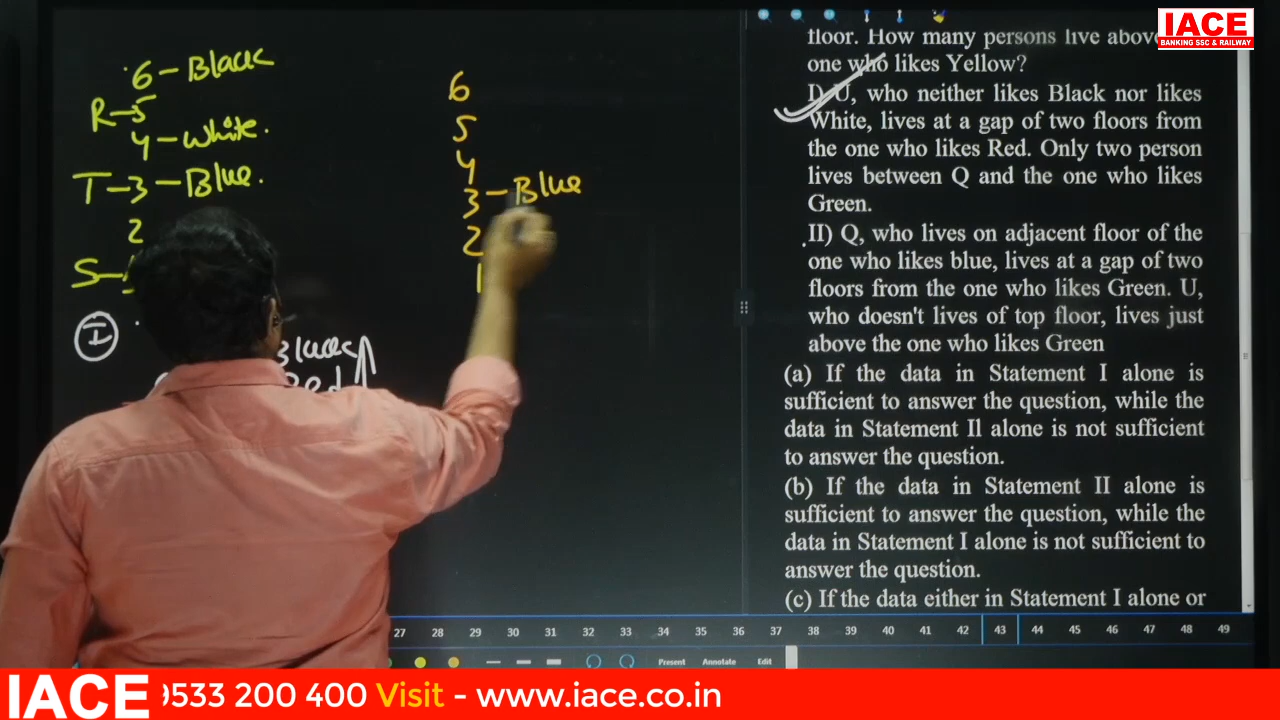 6 - Black
R - 5
4 - White.
T - 3 - Blue.
2
S -
I
Red
6
5
4
3 - Blue
2
1
IACE
BANKING SSC & RAILWAY
floor. How many persons live above
one who likes Yellow?
I) U, who neither likes Black nor likes
White, lives at a gap of two floors from
the one who likes Red. Only two person
lives between Q and the one who likes
Green.
II) Q, who lives on adjacent floor of the
one who likes blue, lives at a gap of two
floors from the one who likes Green. U,
who doesn't lives of top floor, lives just
above the one who likes Green
(a) If the data in Statement I alone is
sufficient to answer the question, while the
data in Statement Il alone is not sufficient
to answer the question.
(b) If the data in Statement II alone is
sufficient to answer the question, while the
data in Statement I alone is not sufficient to
answer the question.
(c) If the data either in Statement I alone or
27 28 29 30 31 32 33 34 35 36 37 38 39 40 41 42 43 44 45 46 47 48 49
Present Annotate Edit
IACE 9533 200 400 Visit - www.iace.co.in